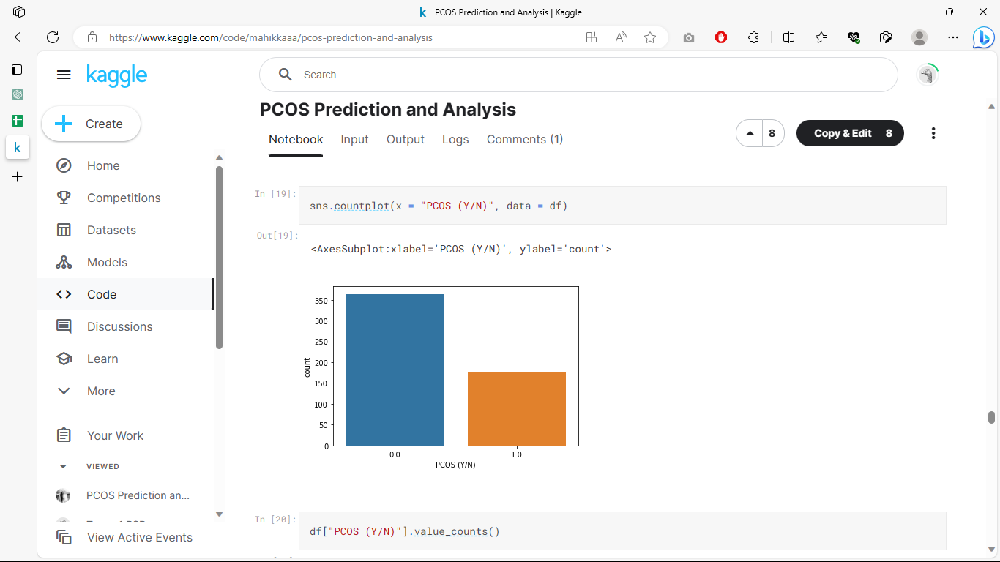 PCOS Prediction and Analysis | Kaggle
https://www.kaggle.com/code/mahikkaaa/pcos-prediction-and-analysis
kaggle
Search
Create
Home
Competitions
Datasets
Models
Code
Discussions
Learn
More
Your Work
VIEWED
PCOS Prediction an...
View Active Events
PCOS Prediction and Analysis
Notebook Input Output Logs Comments (1)
8
Copy & Edit 8
In [19]:
sns.countplot(x = "PCOS (Y/N)", data = df)
Out[19]:
<AxesSubplot:xlabel='PCOS (Y/N)', ylabel='count'>
350
300
250
200
150
100
50
0
count
0.0 1.0
PCOS (Y/N)
In [20]:
df["PCOS (Y/N)"].value_counts()